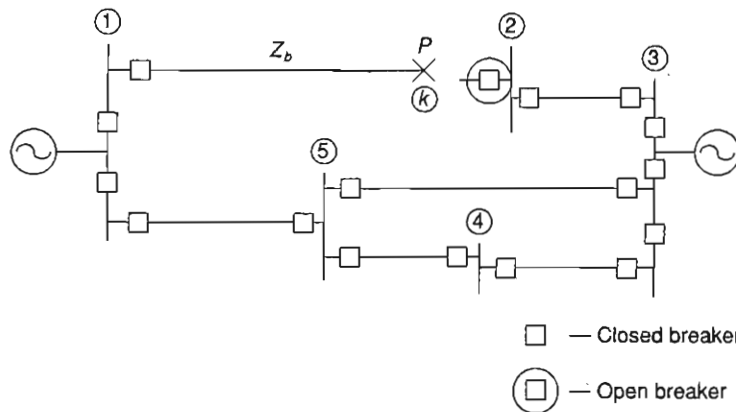 1
2
3
Z_b
P
k
5
4
— Closed breaker
— Open breaker